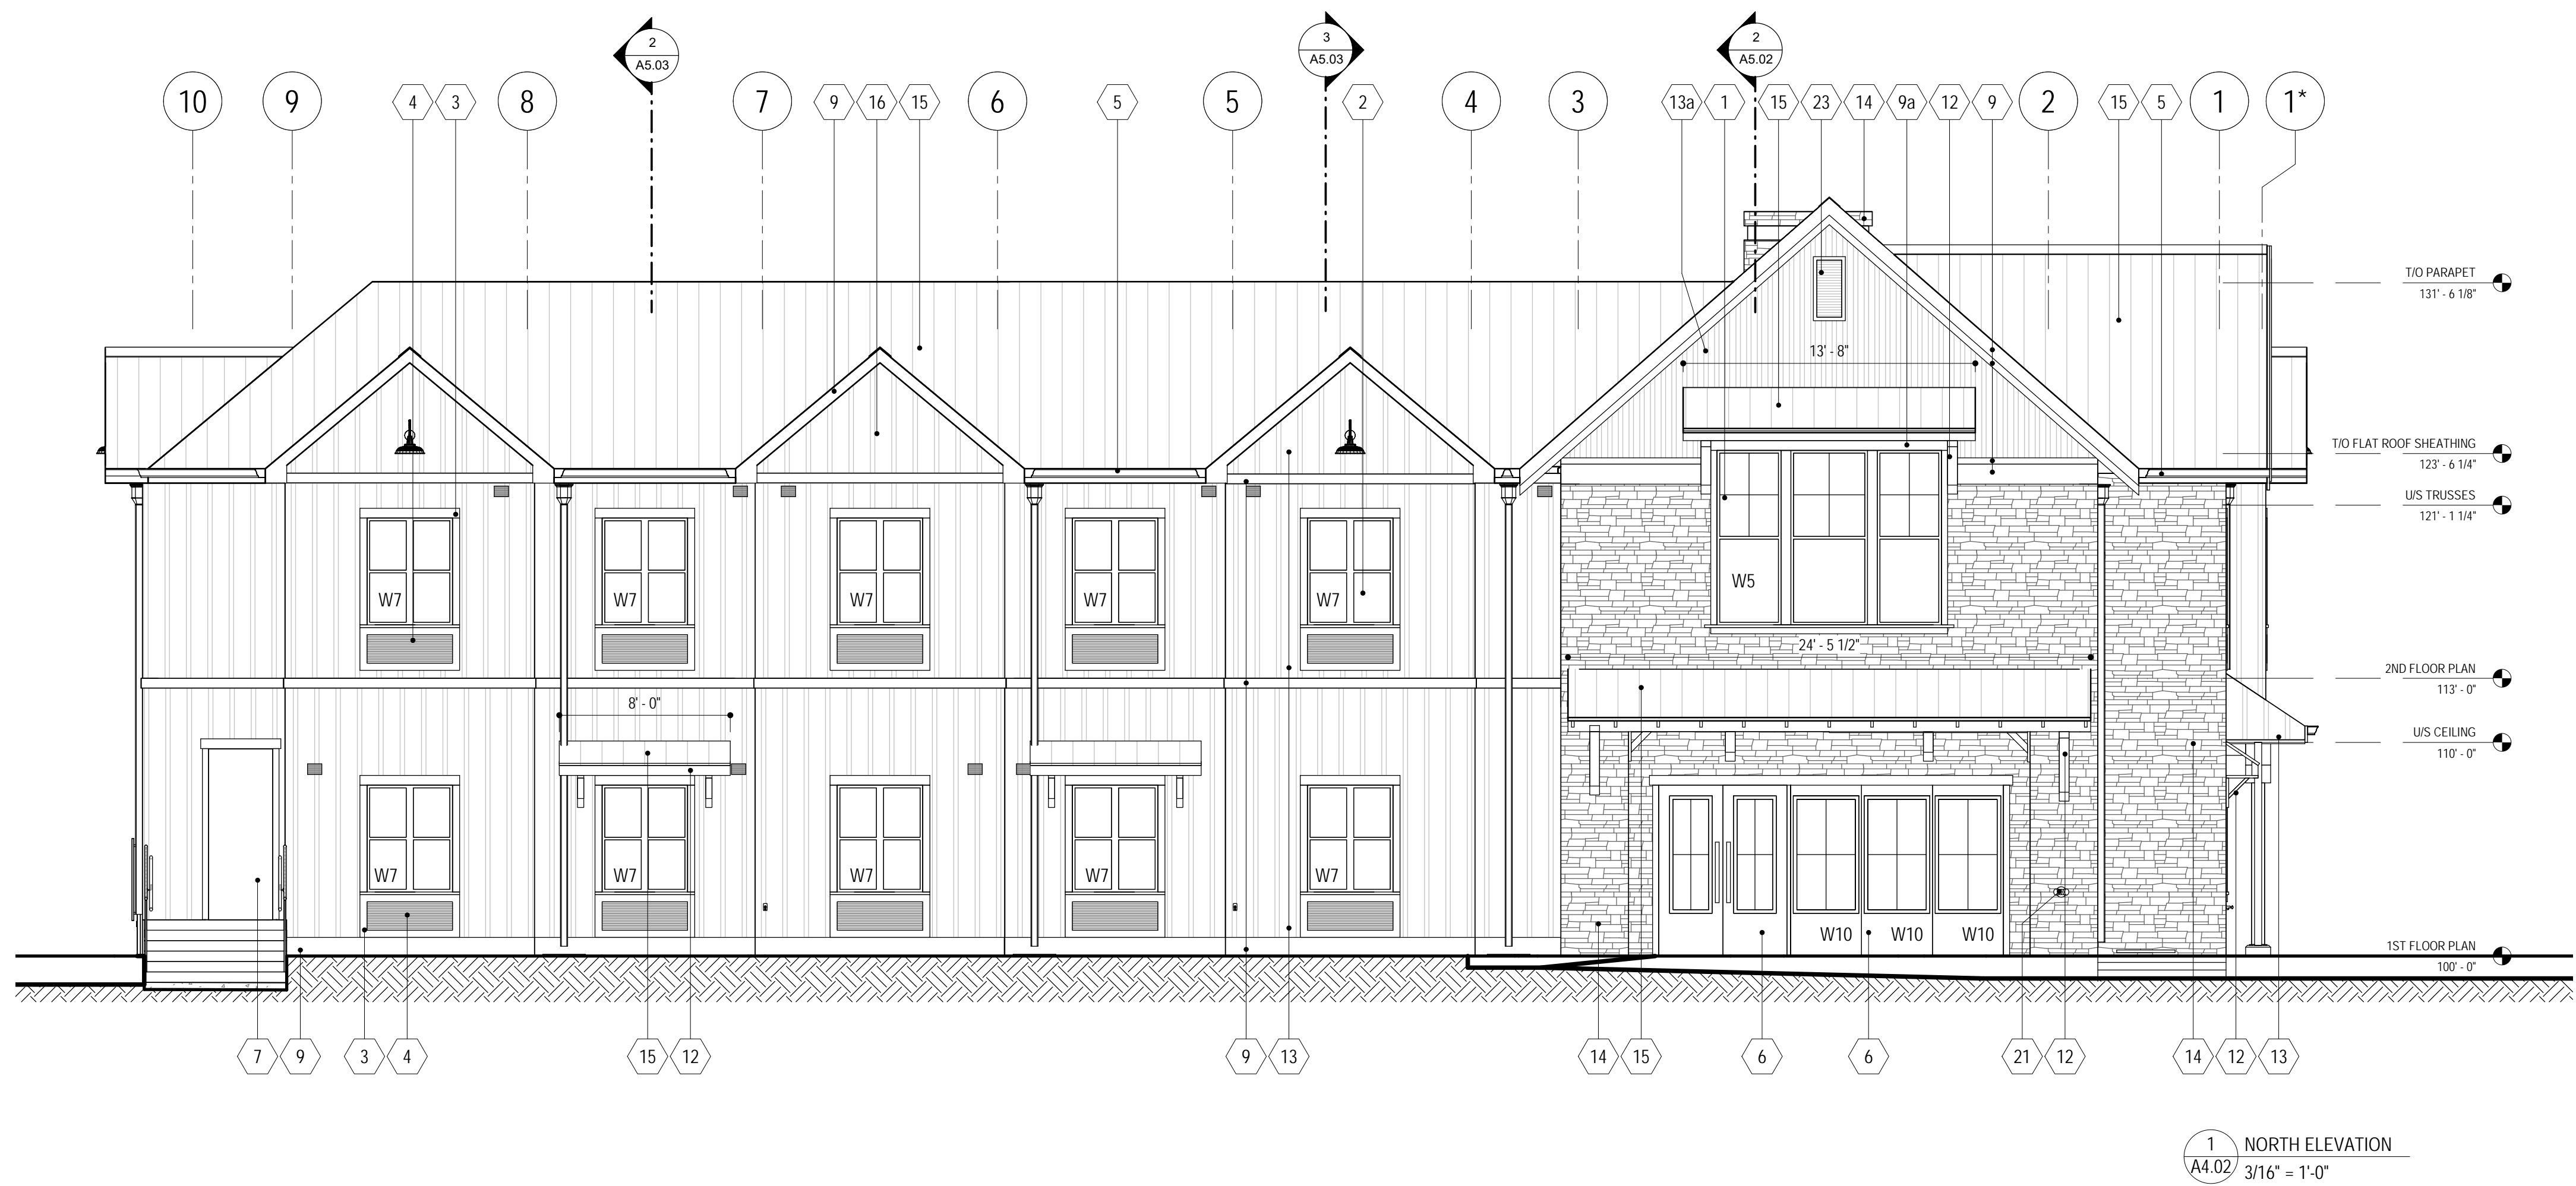 2
A5.03
3
A5.03
2
A5.02
10
9
4
3
8
7
9
16
15
6
5
5
2
4
3
13a
1
15
23
14
9a
12
9
2
15
5
1
1*
T/O PARAPET
131' - 6 1/8"
13' - 8"
T/O FLAT ROOF SHEATHING
123' - 6 1/4"
U/S TRUSSES
121' - 1 1/4"
W5
W7
W7
W7
W7
W7
24' - 5 1/2"
2ND FLOOR PLAN
113' - 0"
8' - 0"
U/S CEILING
110' - 0"
W7
W7
W7
W7
W7
W10
W10
W10
1ST FLOOR PLAN
100' - 0"
7
9
3
4
15
12
9
13
14
15
6
6
21
12
14
12
13
1
A4.02
NORTH ELEVATION
3/16" = 1'-0"